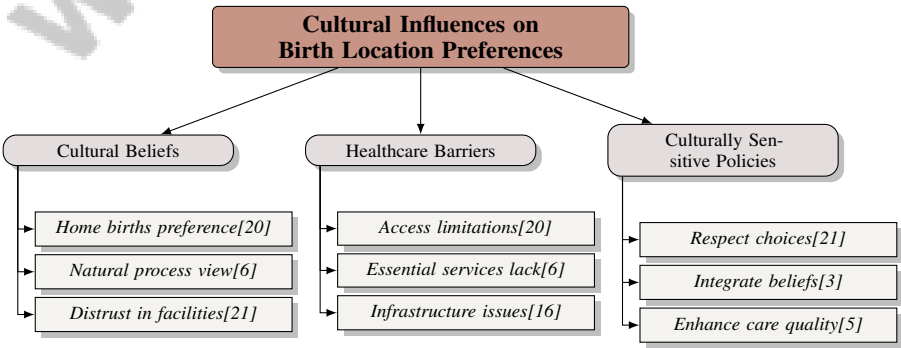 Cultural Influences on
Birth Location Preferences
Cultural Beliefs
Healthcare Barriers
Culturally Sen-
sitive Policies
Home births preference[20]
Natural process view[6]
Distrust in facilities[21]
Access limitations[20]
Essential services lack[6]
Infrastructure issues[16]
Respect choices[21]
Integrate beliefs[3]
Enhance care quality[5]